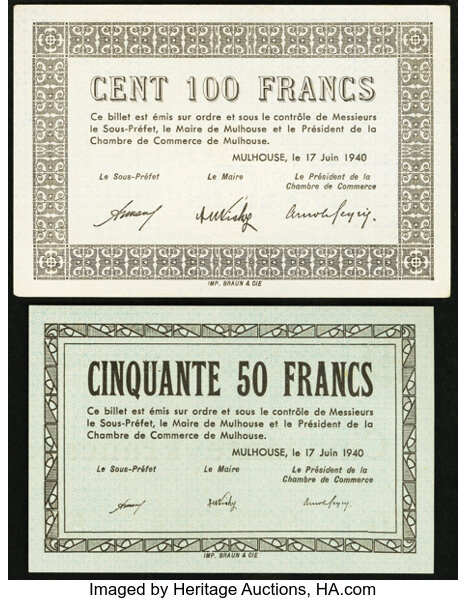 CENT 100 FRANCS
Ce billet est émis sur ordre et sous le contrôle de Messieurs
le Sous-Préfet, le Maire de Mulhouse et le Président de la
Chambre de Commerce de Mulhouse.
MULHOUSE, le 17 Juin 1940
Le Sous-Préfet Le Maire Le Président de la
Chambre de Commerce
IMP. BRAUN & CIE
CINQUANTE 50 FRANCS
Ce billet est émis sur ordre et sous le contrôle de Messieurs
le Sous-Préfet, le Maire de Mulhouse et le Président de la
Chambre de Commerce de Mulhouse.
MULHOUSE, le 17 Juin 1940
Le Sous-Préfet Le Maire Le Président de la
Chambre de Commerce
IMP. BRAUN & CIE
Imaged by Heritage Auctions, HA.com